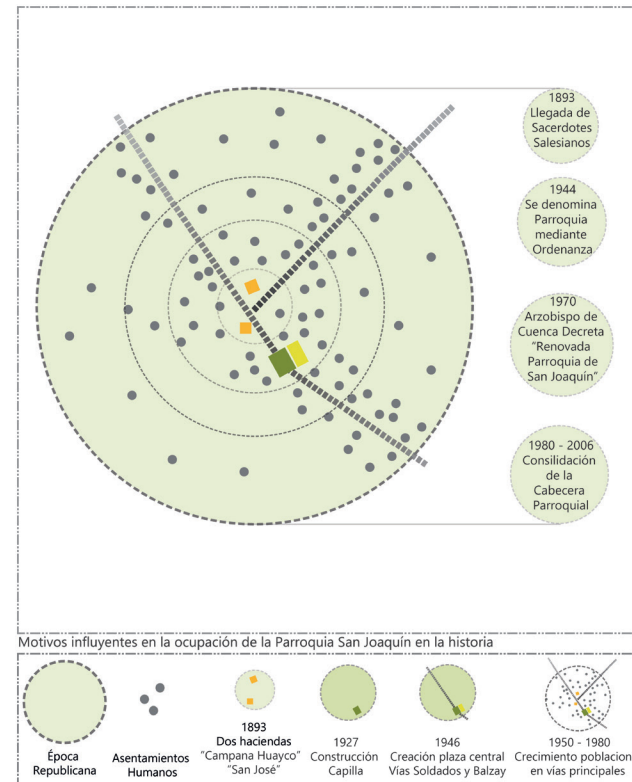 1893
Llegada de
Sacerdotes
Salesianos
1944
Se denomina
Parroquia
mediante
Ordenanza
1970
Arzobispo de
Cuenca Decreta
“Renovada
Parroquia de
San Joaquín”
1980 - 2006
Consilidación
de la
Cabecera
Parroquial
Motivos influyentes en la ocupación de la Parroquia San Joaquín en la historia
Época
Republicana
Asentamientos
Humanos
1893
Dos haciendas
“Campana Huayco”
“San José”
1927
Construcción
Capilla
1946
Creación plaza central
Vías Soldados y Balzay
1950 - 1980
Crecimiento poblacion
en vías principales